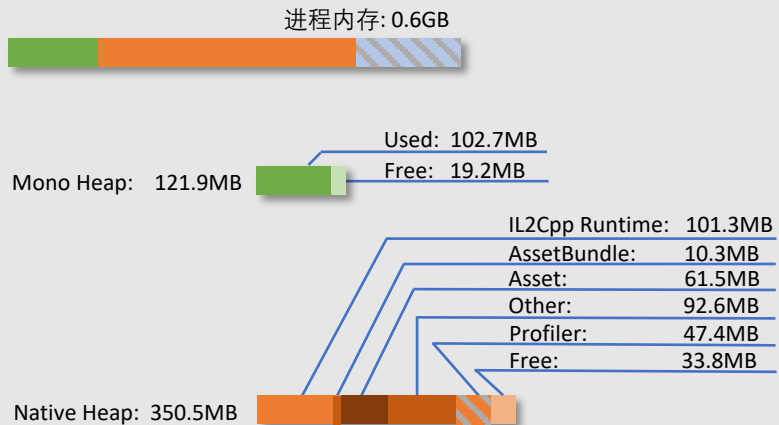 进程内存: 0.6GB
Used: 102.7MB
Mono Heap: 121.9MB
Free: 19.2MB
IL2Cpp Runtime: 101.3MB
AssetBundle: 10.3MB
Asset: 61.5MB
Other: 92.6MB
Profiler: 47.4MB
Free: 33.8MB
Native Heap: 350.5MB